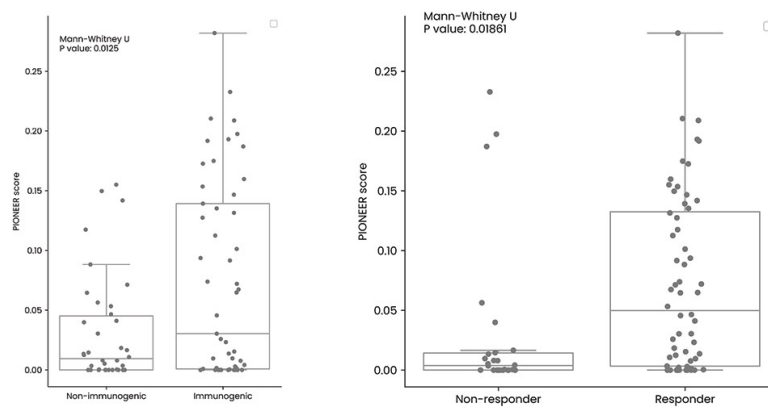 Mann-Whitney U
P value: 0.0125
PIONEER score
0.25
0.20
0.15
0.10
0.05
0.00
Non-immunogenic
Immunogenic
Mann-Whitney U
P value: 0.01861
PIONEER score
0.25
0.20
0.15
0.10
0.05
0.00
Non-responder
Responder